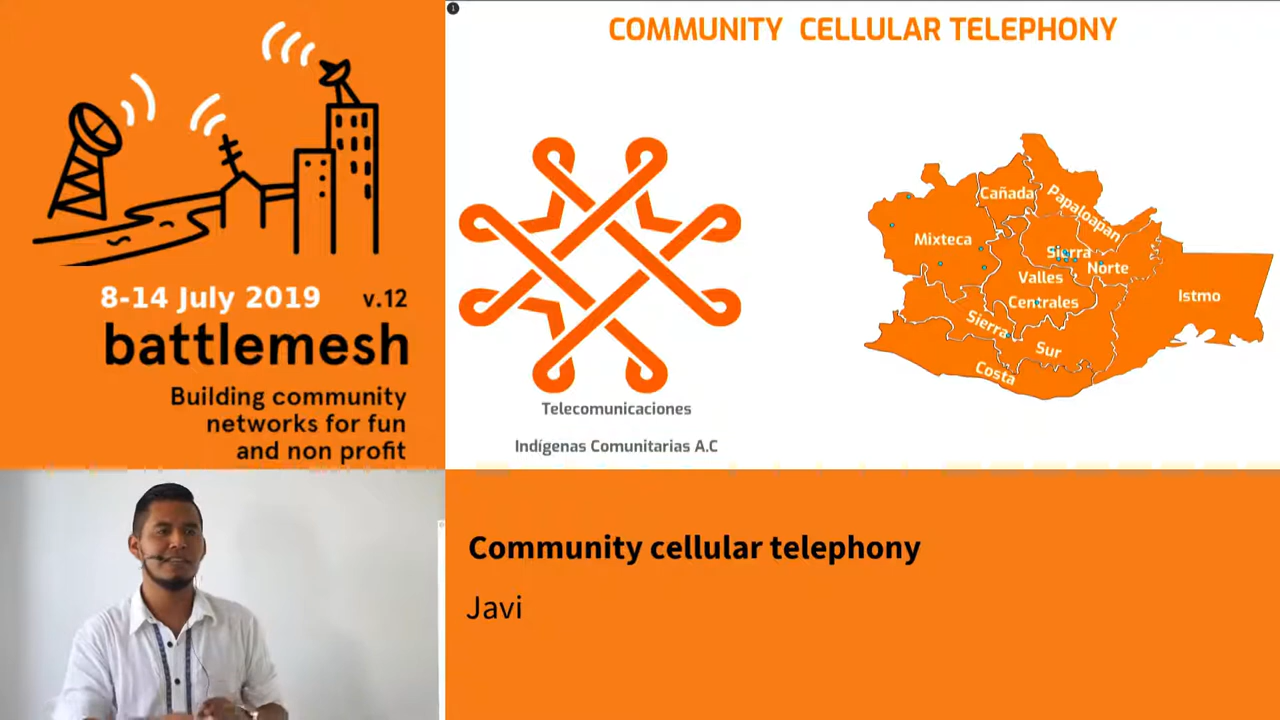 8-14 July 2019 v.12
battlemesh
Building community
networks for fun
and non profit
1
COMMUNITY CELLULAR TELEPHONY
Telecomunicaciones
Indígenas Comunitarias A.C
Cañada
Papaloapan
Mixteca
Sierra
Norte
Valles
Centrales
Istmo
Sierra
Sur
Costa
Community cellular telephony
Javi